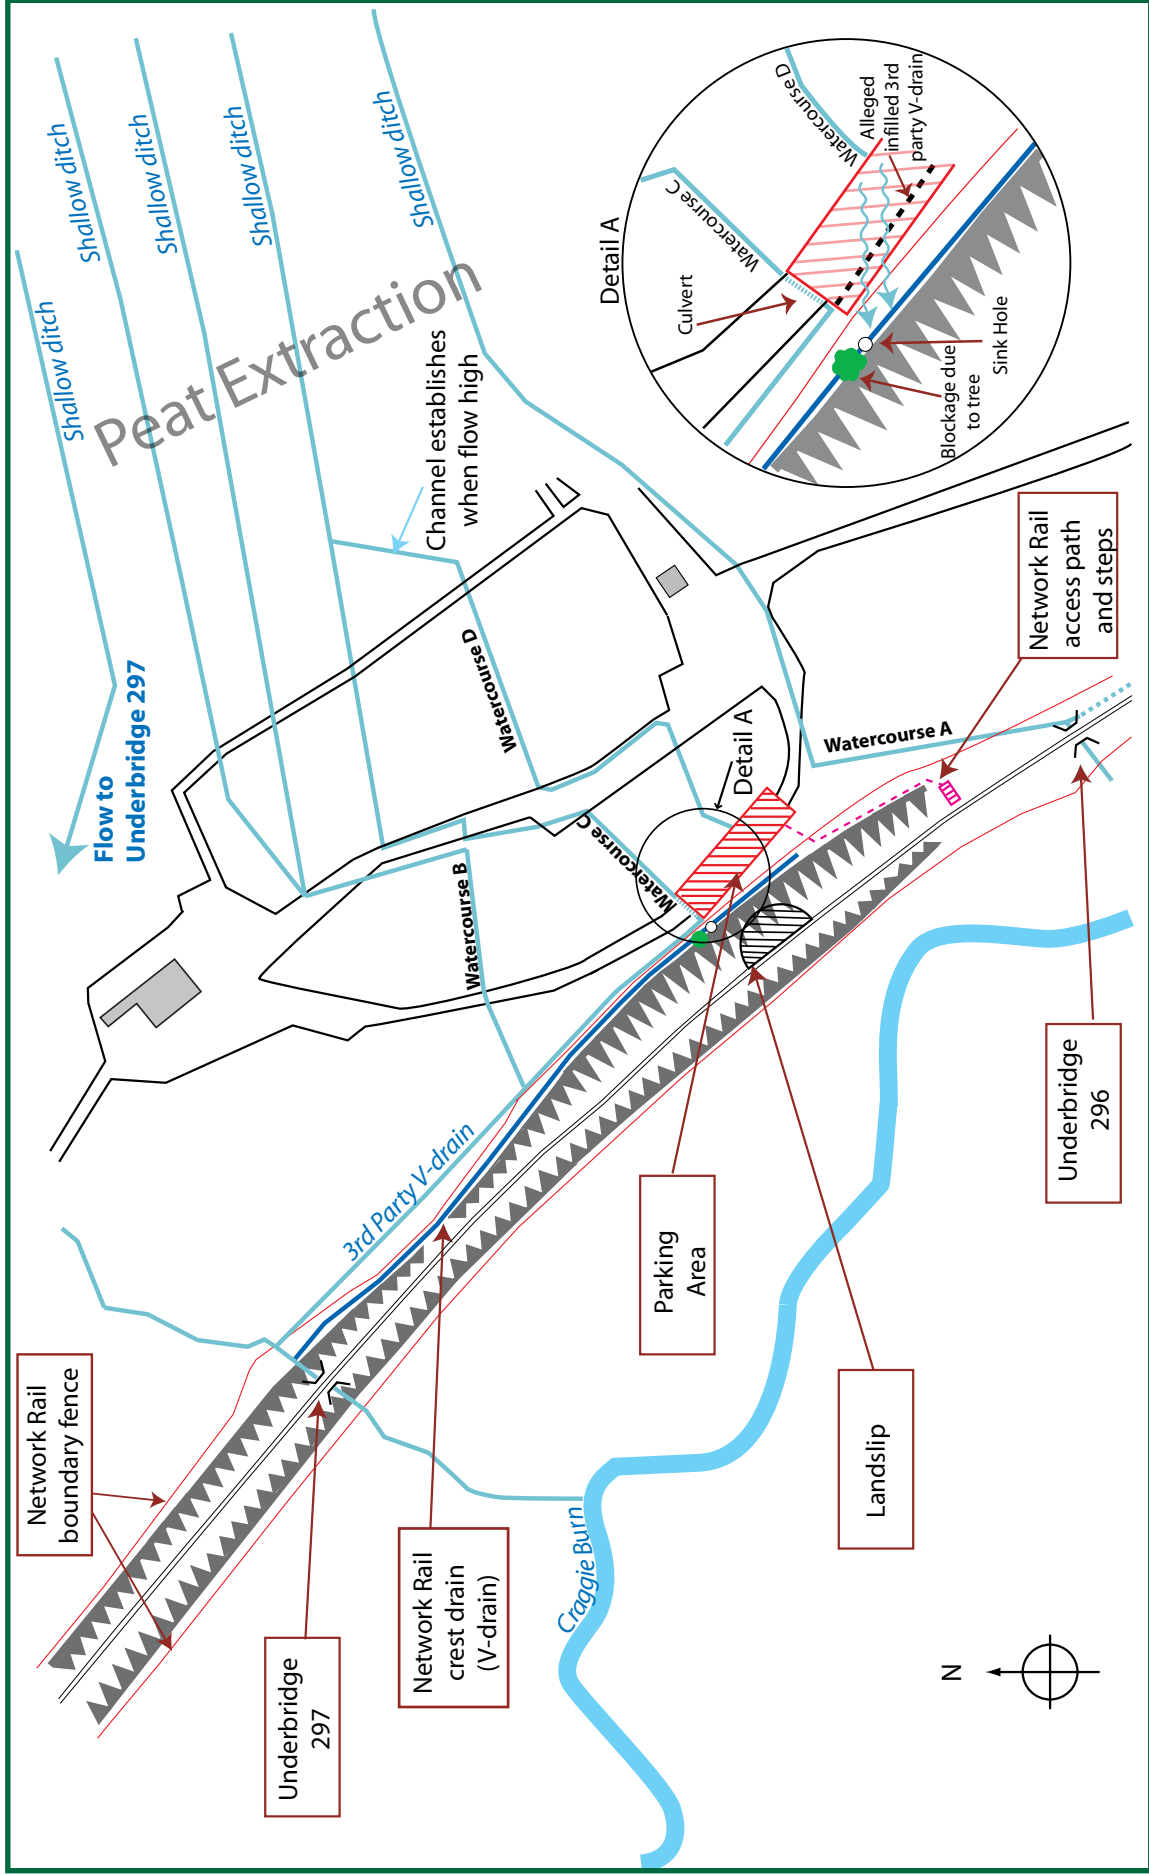 Network Rail
boundary fence
Underbridge
297
Network Rail
crest drain
(V-drain)
3rd Party V-drain
Craggie Burn
N
Flow to
Underbridge 297
Shallow ditch
Shallow ditch
Shallow ditch
Shallow ditch
Shallow ditch
Peat Extraction
Channel establishes
when flow high
Watercourse B
Watercourse D
Watercourse C
Detail A
Watercourse A
Parking
Area
Landslip
Underbridge
296
Network Rail
access path
and steps
Detail A
Culvert
Watercourse C
Watercourse D
Alleged
infilled 3rd
party V-drain
Blockage due
to tree
Sink Hole